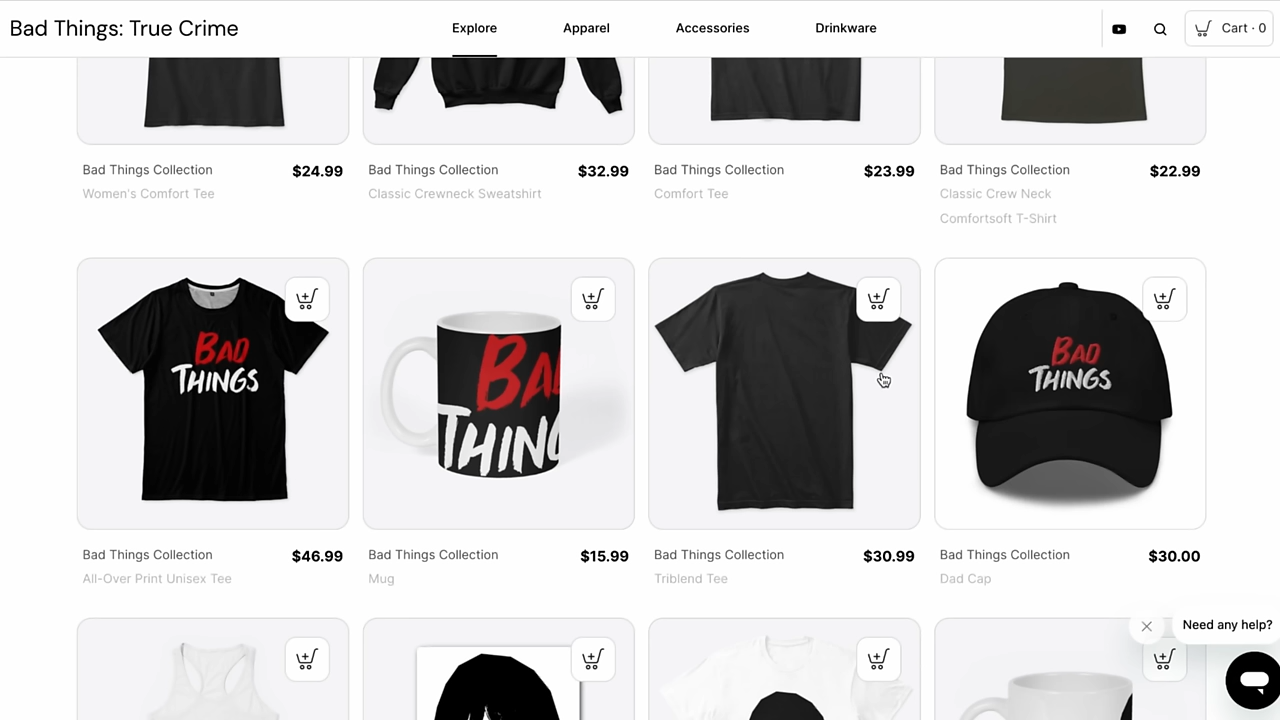 Bad Things: True Crime
Explore
Apparel
Accessories
Drinkware
Cart · 0
Bad Things Collection
$24.99
Women's Comfort Tee
Bad Things Collection
$32.99
Classic Crewneck Sweatshirt
Bad Things Collection
$23.99
Comfort Tee
Bad Things Collection
$22.99
Classic Crew Neck
Comfortsoft T-Shirt
BAD
THINGS
BAD
THING
BAD
THINGS
Bad Things Collection
$46.99
All-Over Print Unisex Tee
Bad Things Collection
$15.99
Mug
Bad Things Collection
$30.99
Triblend Tee
Bad Things Collection
$30.00
Dad Cap
Need any help?